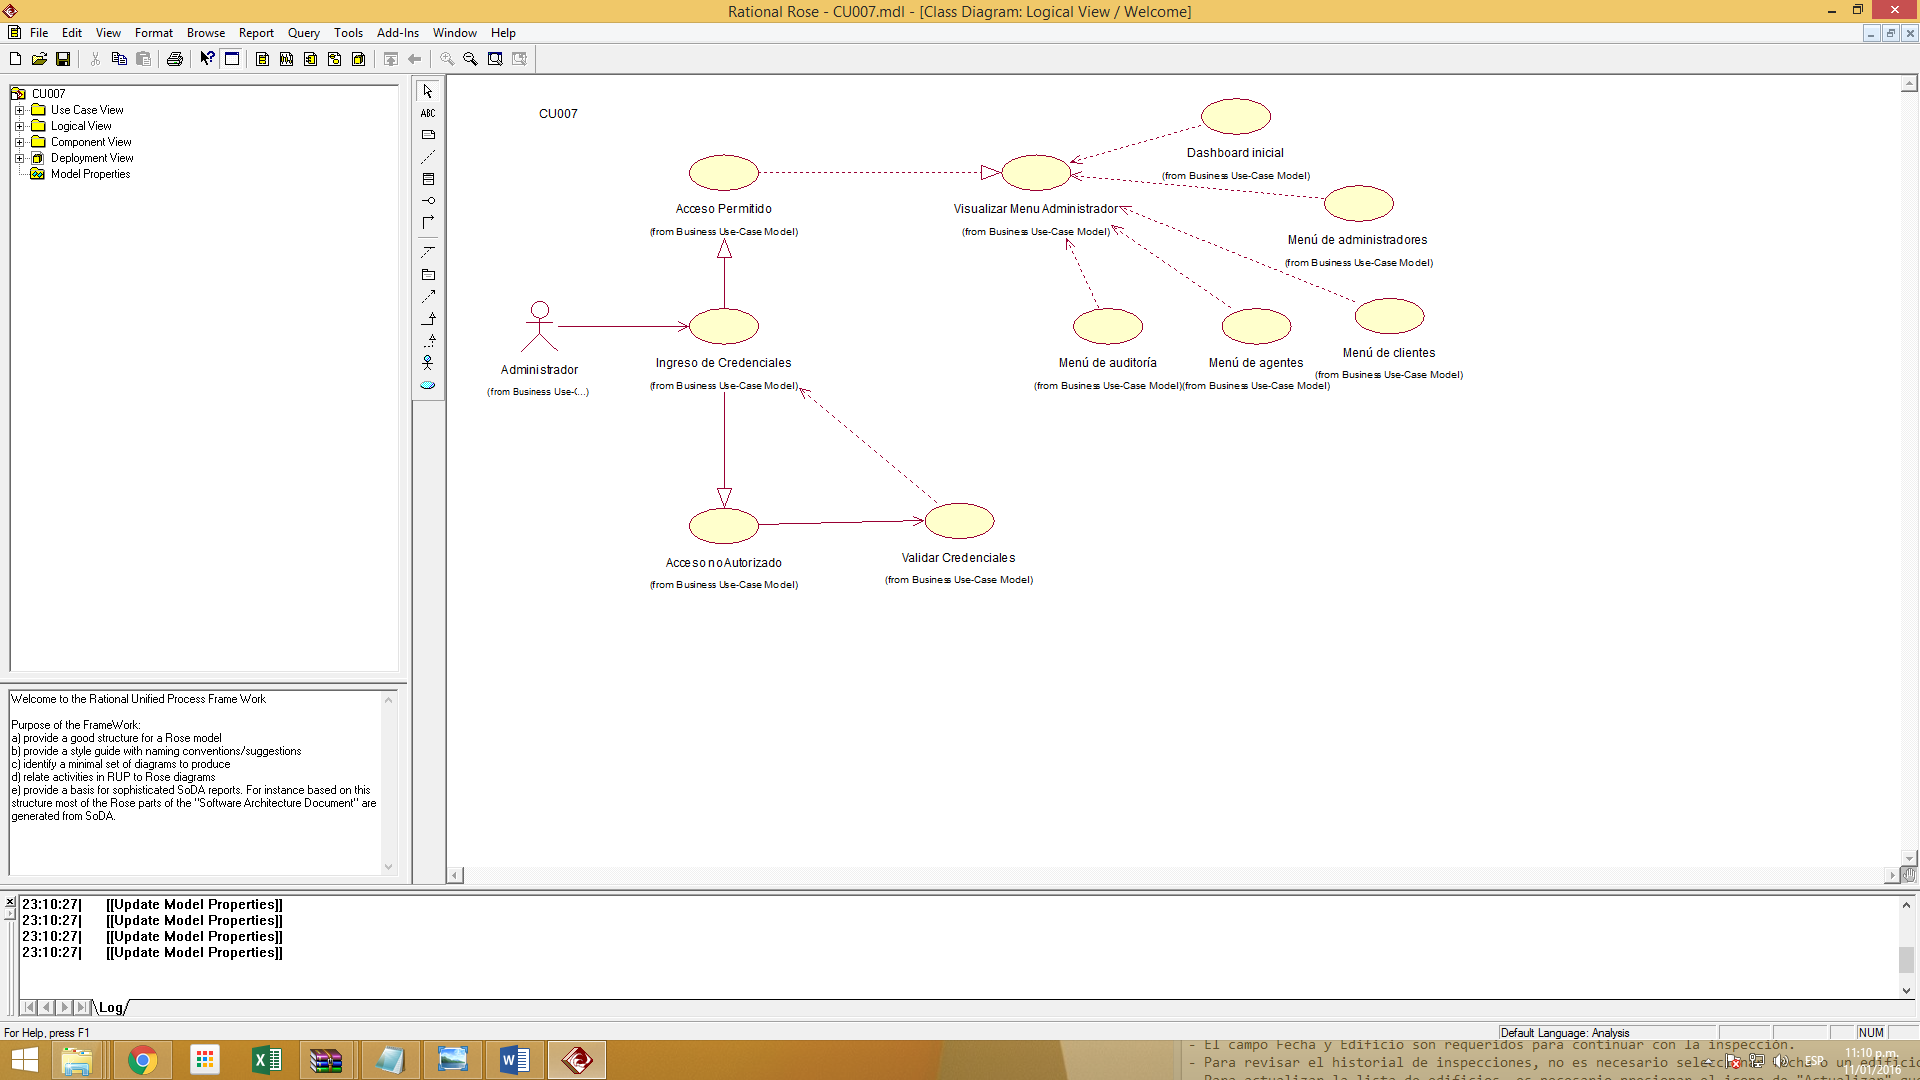 Rational Rose - CU007.mdl - [Class Diagram: Logical View / Welcome]
File Edit View Format Browse Report Query Tools Add-Ins Window Help
CU007
Use Case View
Logical View
Component View
Deployment View
Model Properties
ABC
CU007
Dashboard inicial
(from Business Use-Case Model)
Acceso Permitido
(from Business Use-Case Model)
Visualizar Menu Administrador
(from Business Use-Case Model)
Menú de administradores
(from Business Use-Case Model)
Administrador
(from Business Use-(...)
Ingreso de Credenciales
(from Business Use-Case Model)
Menú de auditoría
(from Business Use-Case Model)
Menú de agentes
(from Business Use-Case Model)
Menú de clientes
(from Business Use-Case Model)
Acceso no Autorizado
(from Business Use-Case Model)
Validar Credenciales
(from Business Use-Case Model)
Welcome to the Rational Unified Process Frame Work
Purpose of the FrameWork:
a) provide a good structure for a Rose model
b) provide a style guide with naming conventions/suggestions
c) identify a minimal set of diagrams to produce
d) relate activities in RUP to Rose diagrams
e) provide a basis for sophisticated SoDA reports. For instance based on this
structure most of the Rose parts of the "Software Architecture Document" are
generated from SoDA.
23:10:27| [[Update Model Properties]]
23:10:27| [[Update Model Properties]]
23:10:27| [[Update Model Properties]]
23:10:27| [[Update Model Properties]]
Log
For Help, press F1
Default Language: Analysis
NUM
- El campo Fecha y Edificio son requeridos para continuar con la inspección.
- Para revisar el historial de inspecciones, no es necesario
ESP
11:10 p.m.
11/01/2016